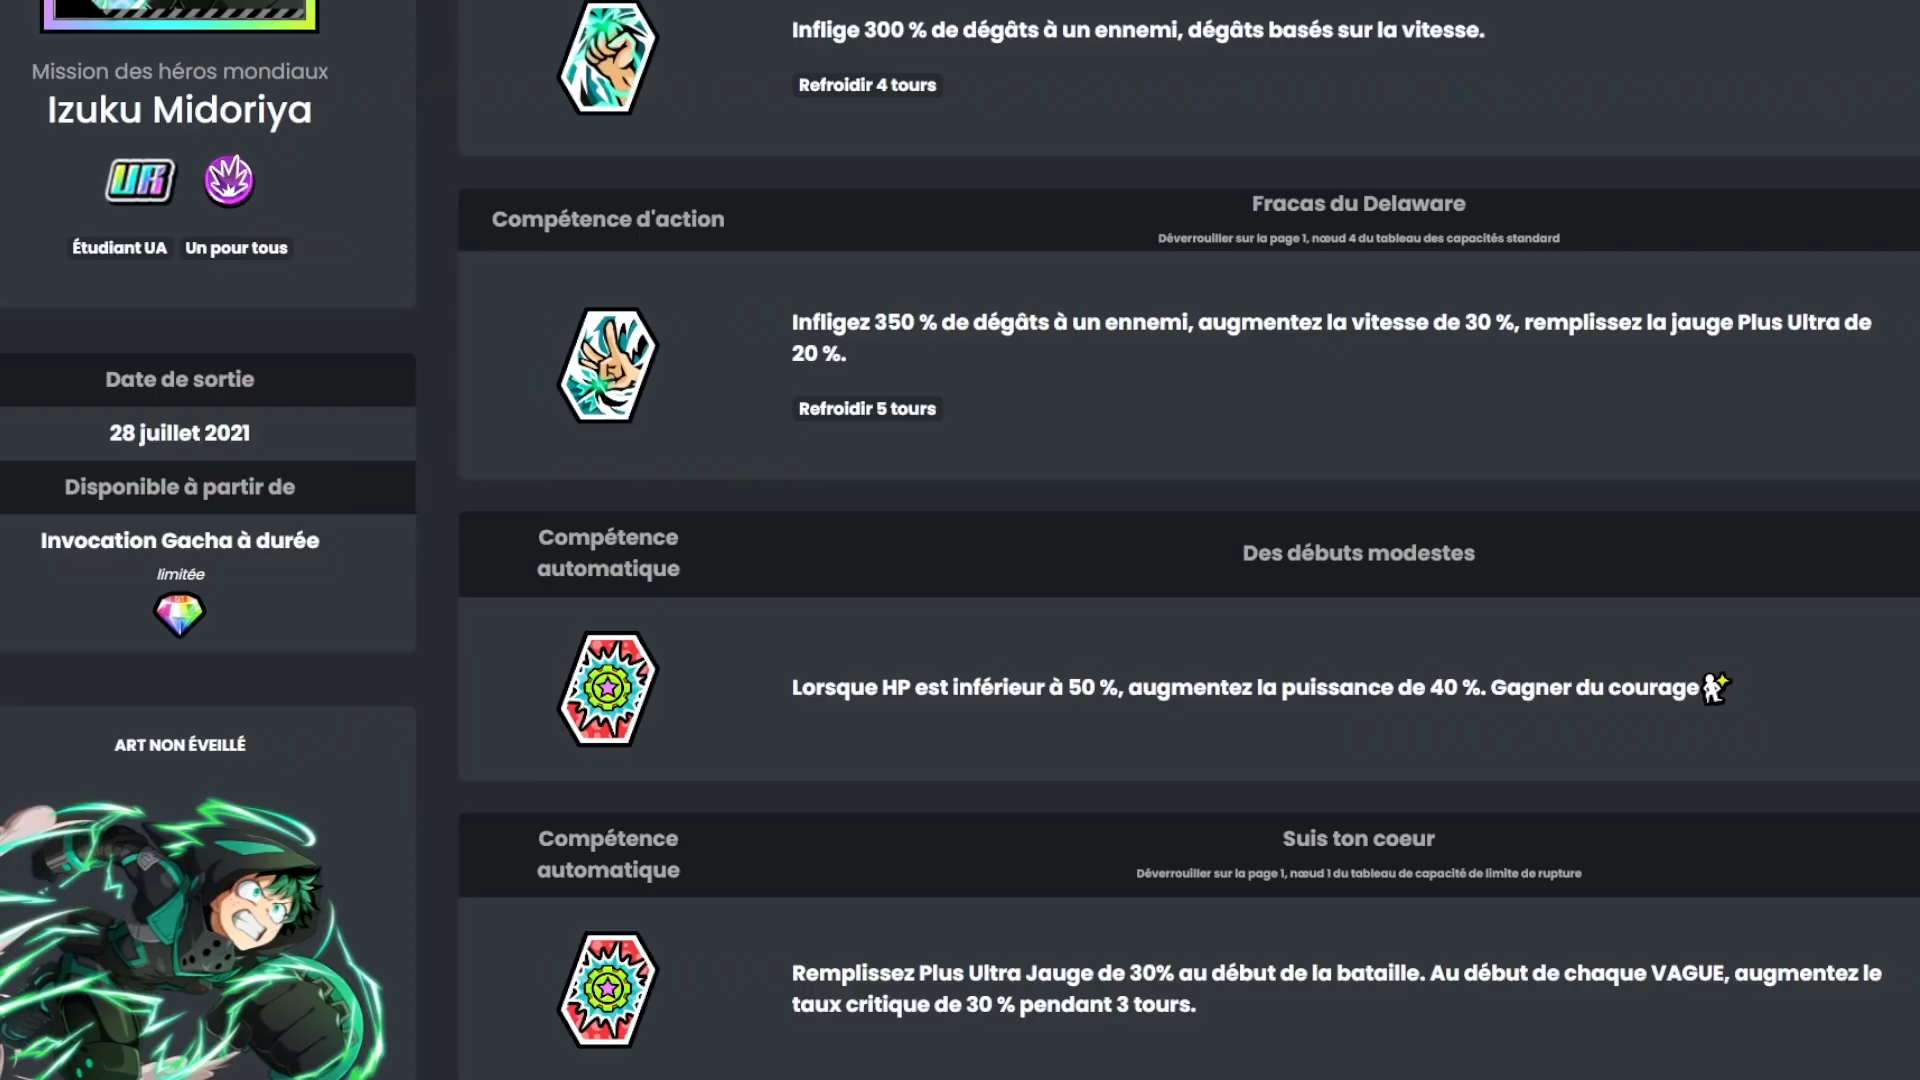 Mission des héros mondiaux
Izuku Midoriya
UR
Étudiant UA Un pour tous
Date de sortie
28 juillet 2021
Disponible à partir de
Invocation Gacha à durée
limitée
ART NON ÉVEILLÉ
Inflige 300 % de dégâts à un ennemi, dégâts basés sur la vitesse.
Refroidir 4 tours
Compétence d'action
Fracas du Delaware
Déverrouiller sur la page 1, nœud 4 du tableau des capacités standard
Infligez 350 % de dégâts à un ennemi, augmentez la vitesse de 30 %, remplissez la jauge Plus Ultra de
20 %.
Refroidir 5 tours
Compétence
automatique
Des débuts modestes
Lorsque HP est inférieur à 50 %, augmentez la puissance de 40 %. Gagner du courage
Compétence
automatique
Suis ton coeur
Déverrouiller sur la page 1, nœud 1 du tableau de capacité de limite de rupture
Remplissez Plus Ultra Jauge de 30% au début de la bataille. Au début de chaque VAGUE, augmentez le
taux critique de 30 % pendant 3 tours.